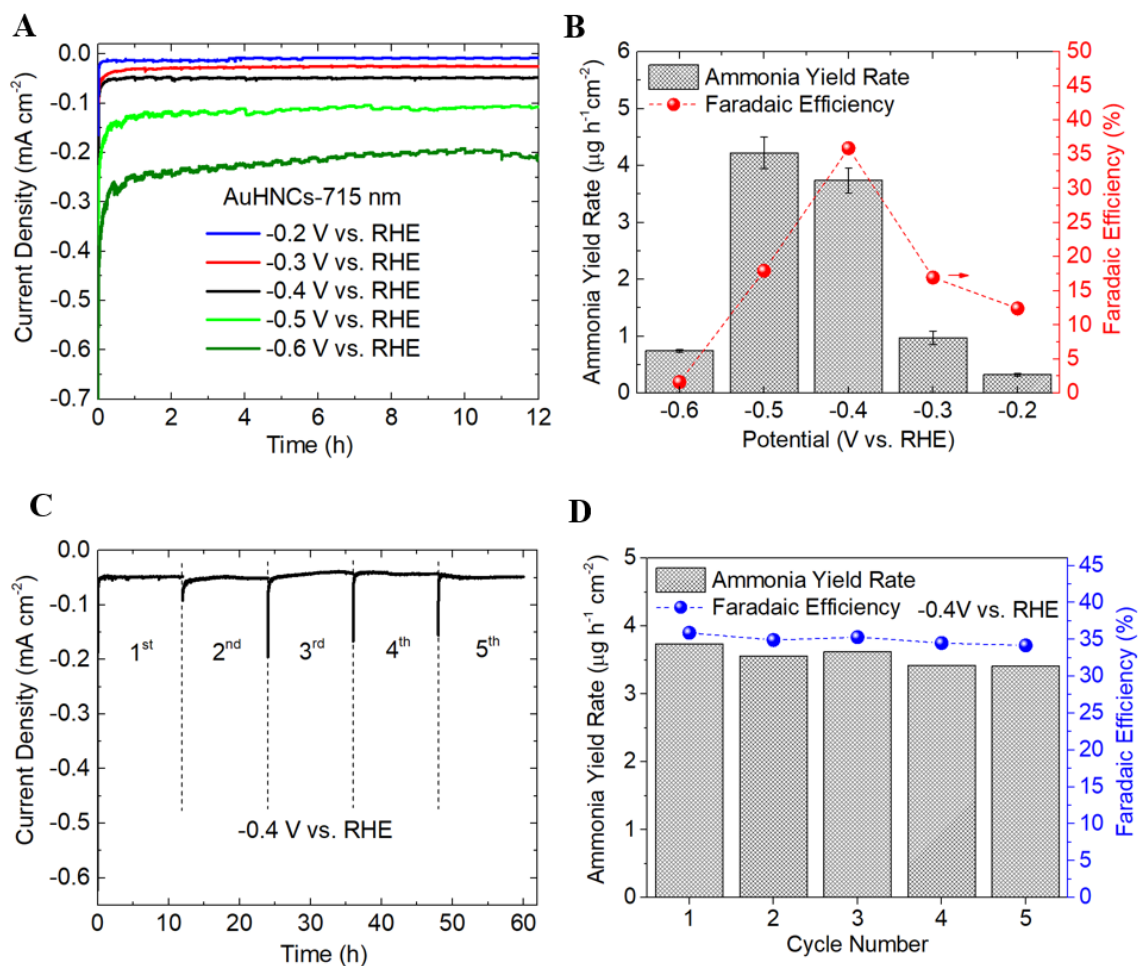 A
0.0
-0.1
-0.2
-0.3
-0.4
-0.5
-0.6
-0.7
Current Density (mA cm⁻²)
AuHNCs-715 nm
-0.2 V vs. RHE
-0.3 V vs. RHE
-0.4 V vs. RHE
-0.5 V vs. RHE
-0.6 V vs. RHE
0 2 4 6 8 10 12
Time (h)
B
6
5
4
3
2
1
0
Ammonia Yield Rate (µg h⁻¹cm⁻²)
Ammonia Yield Rate
Faradaic Efficiency
50
45
40
35
30
25
20
15
10
5
0
Faradaic Efficiency (%)
-0.6 -0.5 -0.4 -0.3 -0.2
Potential (V vs. RHE)
C
0.0
-0.1
-0.2
-0.3
-0.4
-0.5
-0.6
Current Density (mA cm⁻²)
1ˢᵗ 2ⁿᵈ 3ʳᵈ 4ᵗʰ 5ᵗʰ
-0.4 V vs. RHE
0 10 20 30 40 50 60
Time (h)
D
5
4
3
2
1
0
Ammonia Yield Rate (µg h⁻¹ cm⁻²)
Ammonia Yield Rate
Faradaic Efficiency -0.4V vs. RHE
45
40
35
30
25
20
15
10
5
0
Faradaic Efficiency (%)
1 2 3 4 5
Cycle Number